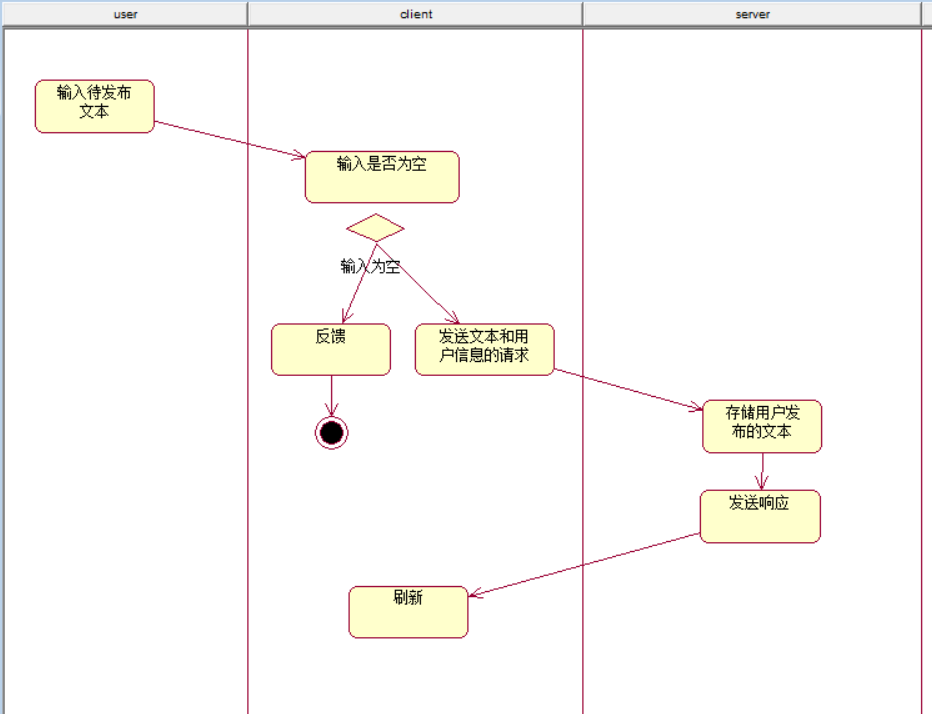 user
client
server
输入待发布
文本
输入是否为空
输入为空
反馈
发送文本和用
户信息的请求
存储用户发
布的文本
发送响应
刷新